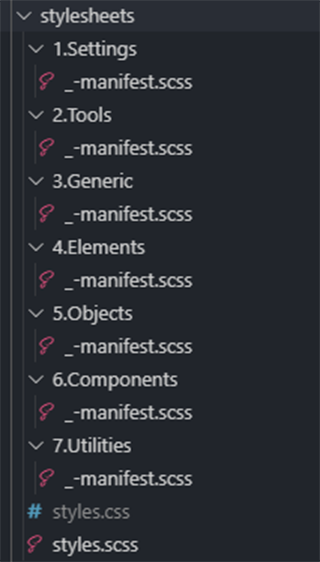 stylesheets
1.Settings
_-manifest.scss
2.Tools
_-manifest.scss
3.Generic
_-manifest.scss
4.Elements
_-manifest.scss
5.Objects
_-manifest.scss
6.Components
_-manifest.scss
7.Utilities
_-manifest.scss
# styles.css
styles.scss